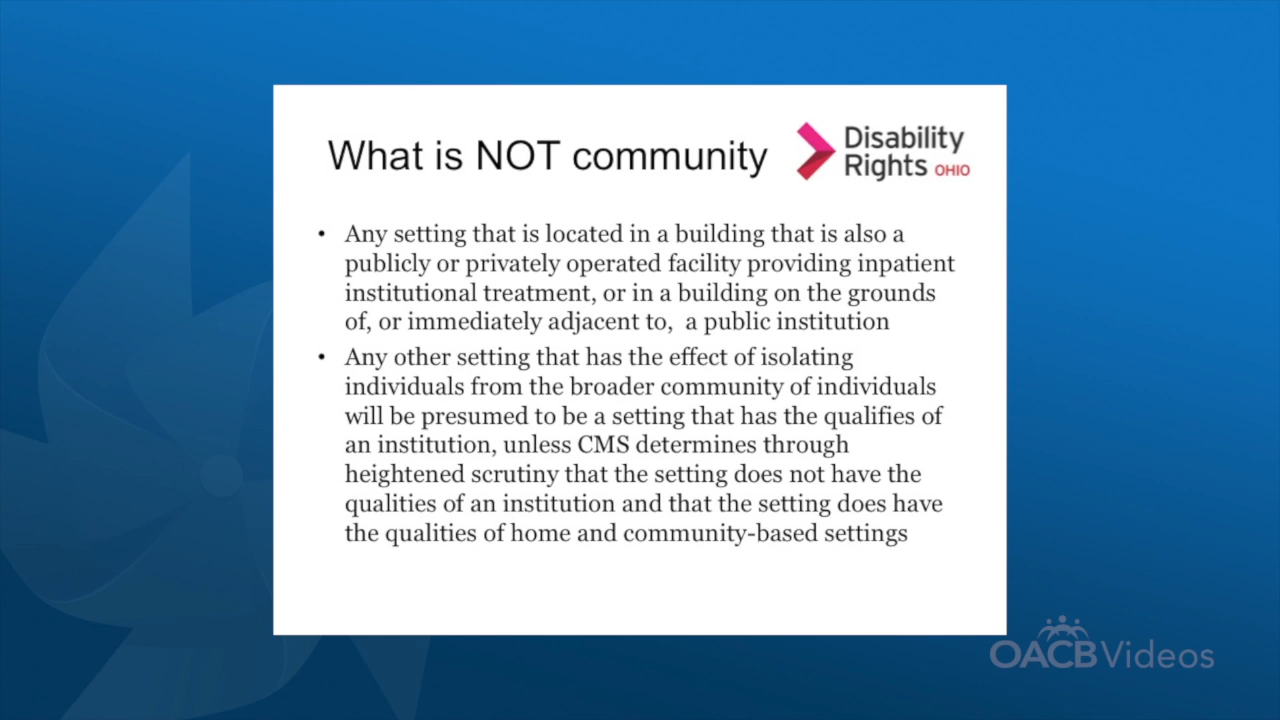 What is NOT community
Disability
Rights OHIO
• Any setting that is located in a building that is also a
publicly or privately operated facility providing inpatient
institutional treatment, or in a building on the grounds
of, or immediately adjacent to,  a public institution
• Any other setting that has the effect of isolating
individuals from the broader community of individuals
will be presumed to be a setting that has the qualifies of
an institution, unless CMS determines through
heightened scrutiny that the setting does not have the
qualities of an institution and that the setting does have
the qualities of home and community-based settings
OACBVideos